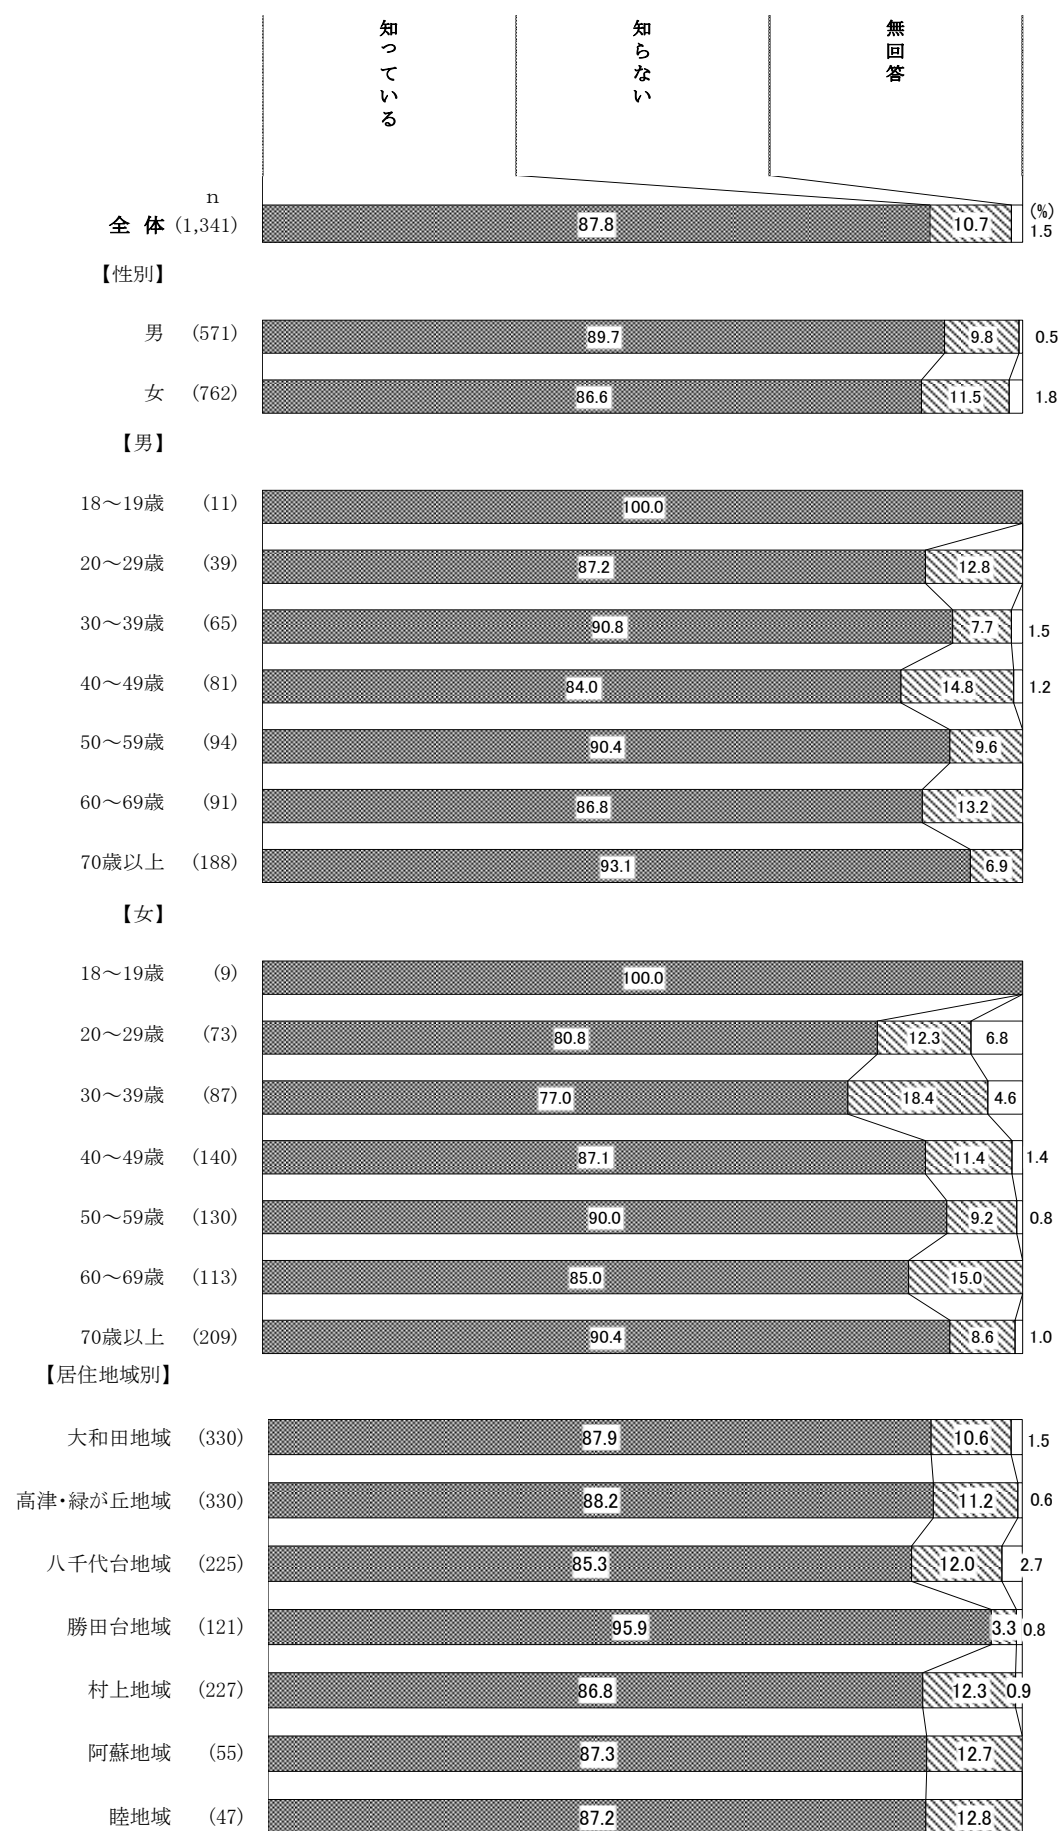 知っている
知らない
無回答
n
(%)
全 体 (1,341) 87.8 10.7 1.5
【性別】
男 (571) 89.7 9.8 0.5
女 (762) 86.6 11.5 1.8
【男】
18～19歳 (11) 100.0
20～29歳 (39) 87.2 12.8
30～39歳 (65) 90.8 7.7 1.5
40～49歳 (81) 84.0 14.8 1.2
50～59歳 (94) 90.4 9.6
60～69歳 (91) 86.8 13.2
70歳以上 (188) 93.1 6.9
【女】
18～19歳 (9) 100.0
20～29歳 (73) 80.8 12.3 6.8
30～39歳 (87) 77.0 18.4 4.6
40～49歳 (140) 87.1 11.4 1.4
50～59歳 (130) 90.0 9.2 0.8
60～69歳 (113) 85.0 15.0
70歳以上 (209) 90.4 8.6 1.0
【居住地域別】
大和田地域 (330) 87.9 10.6 1.5
高津・緑が丘地域 (330) 88.2 11.2 0.6
八千代台地域 (225) 85.3 12.0 2.7
勝田台地域 (121) 95.9 3.3 0.8
村上地域 (227) 86.8 12.3 0.9
阿蘇地域 (55) 87.3 12.7
睦地域 (47) 87.2 12.8